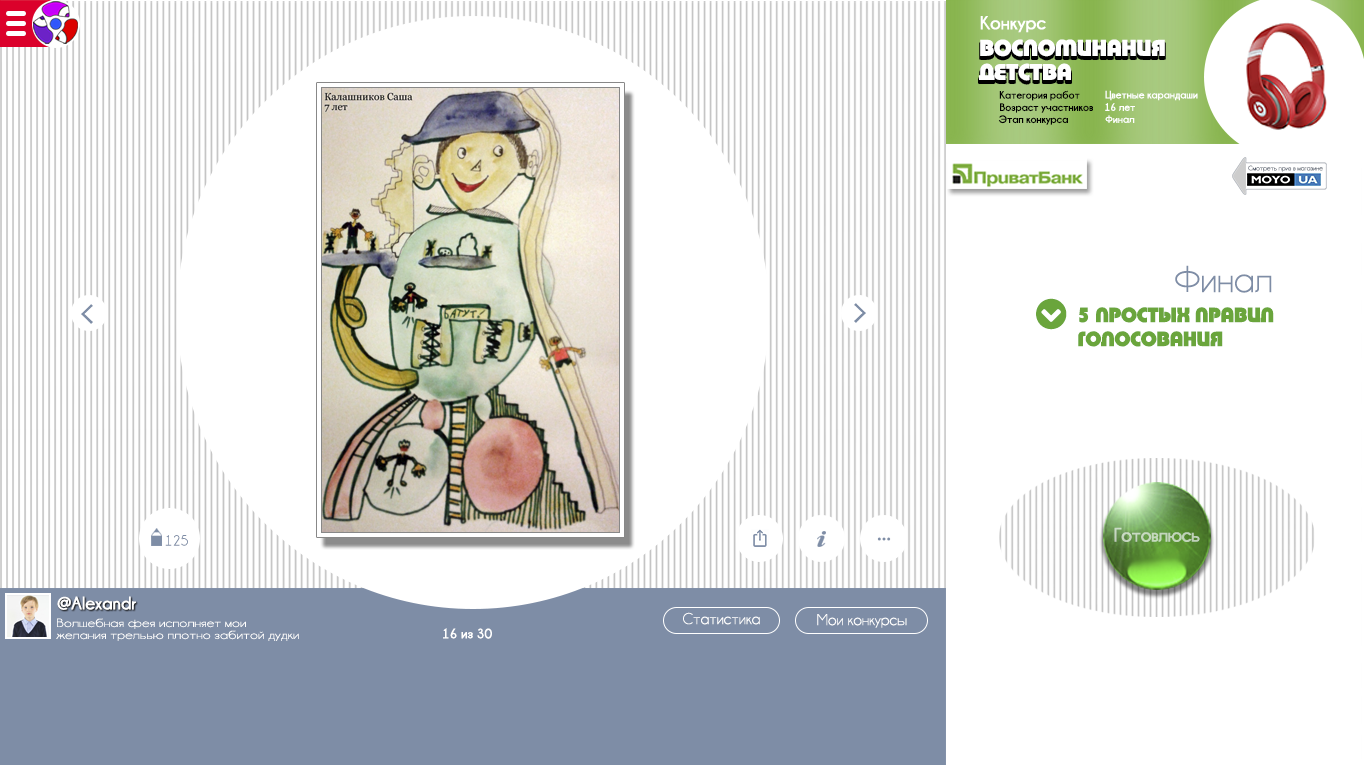 Конкурс
ВОСПОМИНАНИЯ
ДЕТСТВА
Категория работ Цветные карандаши
Возраст участников 16 лет
Этап конкурса Финал
Калашников Саша
7 лет
БАТУТ!
ПриватБанк
Смотреть приз в магазине
MOYO UA
Финал
5 ПРОСТЫХ ПРАВИЛ
ГОЛОСОВАНИЯ
125
i
Готовлюсь
@Alexandr
Волшебная фея исполняет мои
желания трелью плотно забитой дудки
16 из 30
Статистика
Мои конкурсы